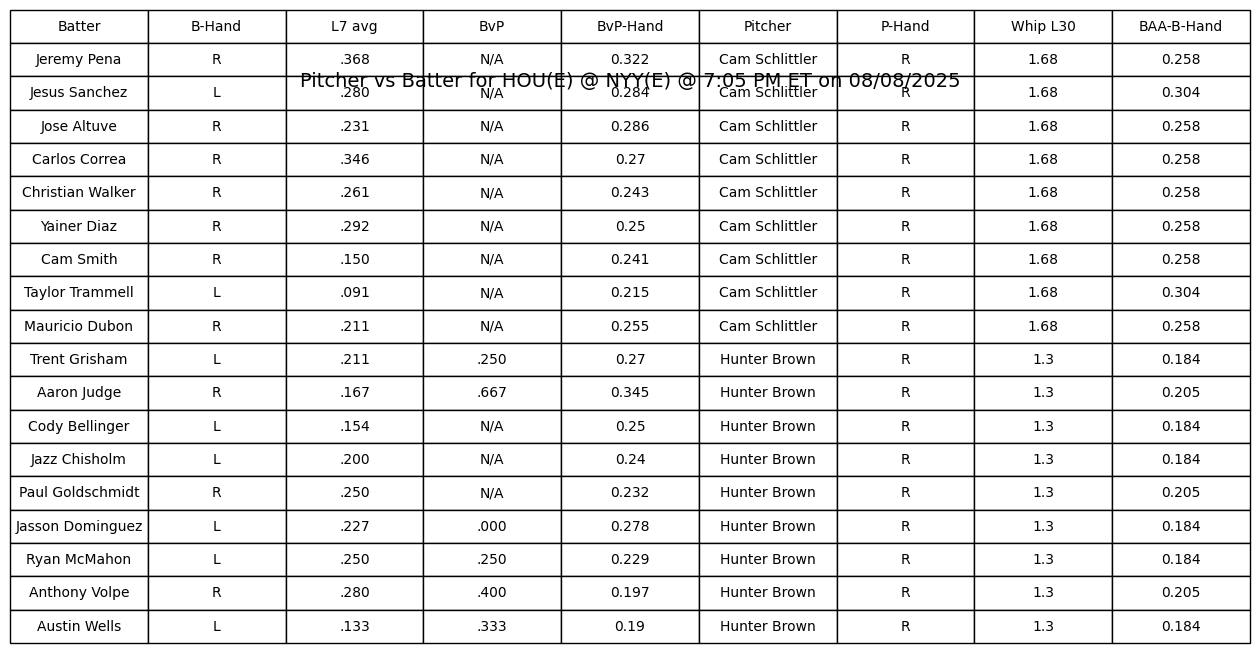 Batter B-Hand L7 avg BvP BvP-Hand Pitcher P-Hand Whip L30 BAA-B-Hand
Jeremy Pena R .368 N/A 0.322 Cam Schlittler R 1.68 0.258
Pitcher vs Batter for HOU(E) @ NYY(E) @ 7:05 PM ET on 08/08/2025
Jesus Sanchez L .280 N/A 0.284 Cam Schlittler R 1.68 0.304
Jose Altuve R .231 N/A 0.286 Cam Schlittler R 1.68 0.258
Carlos Correa R .346 N/A 0.27 Cam Schlittler R 1.68 0.258
Christian Walker R .261 N/A 0.243 Cam Schlittler R 1.68 0.258
Yainer Diaz R .292 N/A 0.25 Cam Schlittler R 1.68 0.258
Cam Smith R .150 N/A 0.241 Cam Schlittler R 1.68 0.258
Taylor Trammell L .091 N/A 0.215 Cam Schlittler R 1.68 0.304
Mauricio Dubon R .211 N/A 0.255 Cam Schlittler R 1.68 0.258
Trent Grisham L .211 .250 0.27 Hunter Brown R 1.3 0.184
Aaron Judge R .167 .667 0.345 Hunter Brown R 1.3 0.205
Cody Bellinger L .154 N/A 0.25 Hunter Brown R 1.3 0.184
Jazz Chisholm L .200 N/A 0.24 Hunter Brown R 1.3 0.184
Paul Goldschmidt R .250 N/A 0.232 Hunter Brown R 1.3 0.205
Jasson Dominguez L .227 .000 0.278 Hunter Brown R 1.3 0.184
Ryan McMahon L .250 .250 0.229 Hunter Brown R 1.3 0.184
Anthony Volpe R .280 .400 0.197 Hunter Brown R 1.3 0.205
Austin Wells L .133 .333 0.19 Hunter Brown R 1.3 0.184